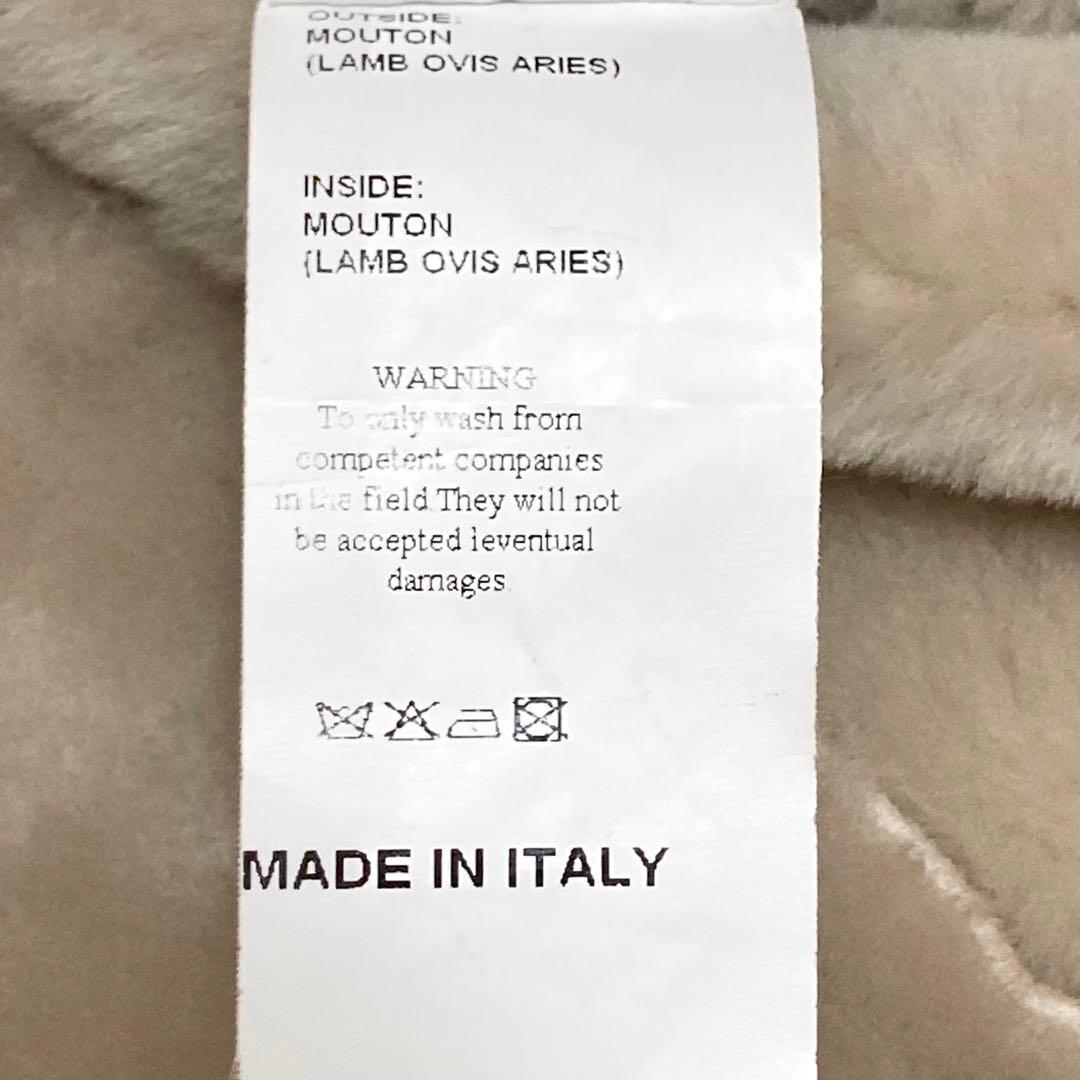 OUTSIDE:
MOUTON
(LAMB OVIS ARIES)
INSIDE:
MOUTON
(LAMB OVIS ARIES)
WARNING
To only wash from
competent companies
in the field.They will not
be accepted leventual
damages.
MADE IN ITALY